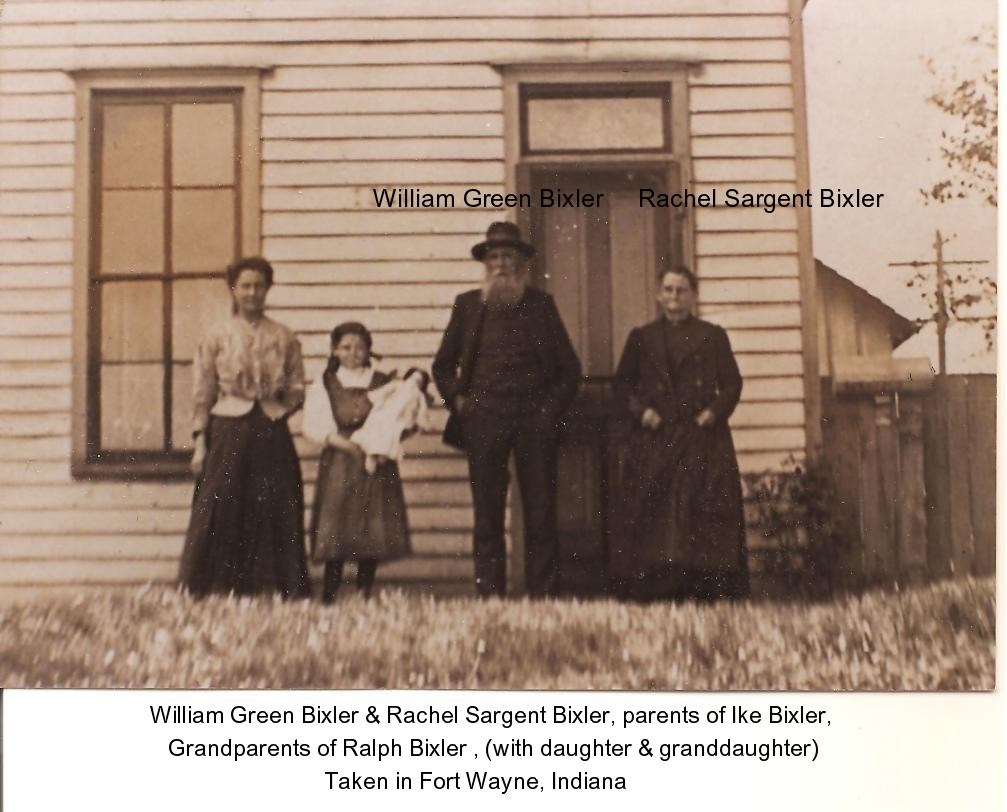 William Green Bixler Rachel Sargent Bixler
William Green Bixler & Rachel Sargent Bixler, parents of Ike Bixler,
Grandparents of Ralph Bixler , (with daughter & granddaughter)
Taken in Fort Wayne, Indiana